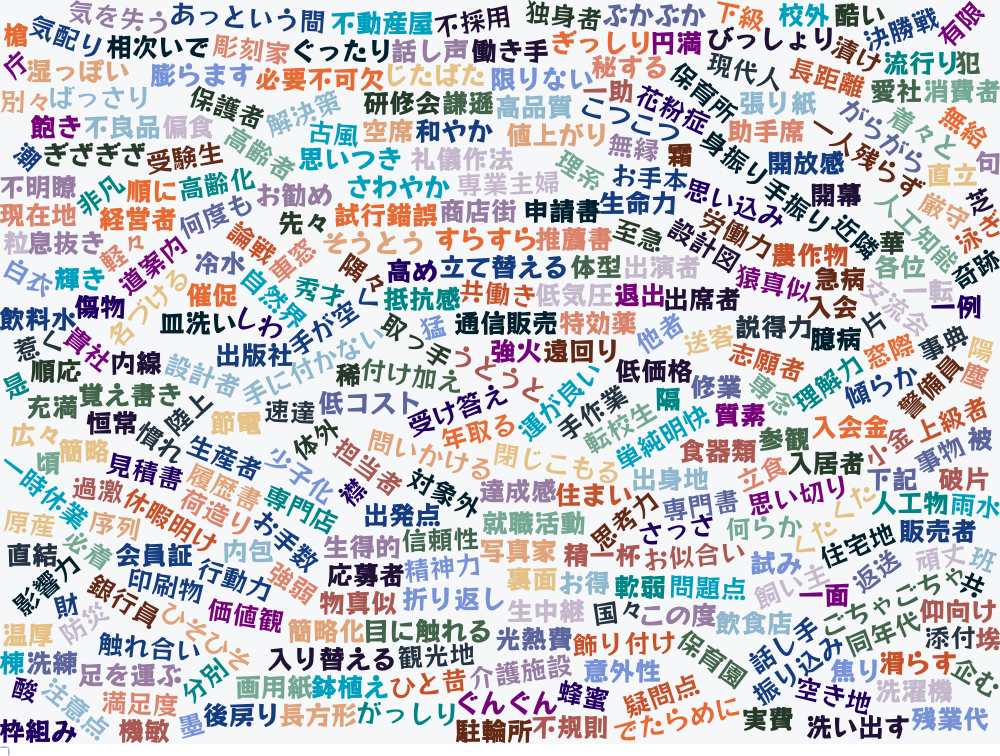 気を失う
あっという間
不動産屋
不採用
独身者
ぶかぶか
下級
校外
酷い
決勝戦
有限
槍
気配り
相次いで
彫刻家
ぐったり
話し声
働き手
ぎっしり
円満
びっしょり
漬け
流行り
犯
庁
湿っぽい
膨らます
必要不可欠
じたばた
限りない
秘する
保育所
現代人
長距離
愛社
消費者
別々
ばっさり
保護者
解決策
研修会
謙遜
高品質
一助
花粉症
張り紙
がらがら
着々と
無給
飽き
不良品
偏食
高齢者
古風
空席
和やか
値上がり
こつこつ
身振り手振り
助手席
一人残らず
ぎざぎざ
受験生
思いつき
礼儀作法
理系
無縁
霜
開放感
直立
句
不明瞭
非凡
順に
高齢化
お勧め
さわやか
専業主婦
お手本
思い込み
開幕
人工知能
厳守
芝
現在地
経営者
何度も
先々
試行錯誤
商店街
申請書
生命力
労働力
近隣
泳ぎ
粒
息抜き
軽々
道案内
論戦
車窓
そうとう
すらすら
推薦書
至急
設計図
農作物
華
奇跡
白衣
輝き
冷水
自然界
秀才
隅々
高め
立て替える
体型
出演者
猿真似
急病
各位
一転
飲料水
傷物
名づける
催促
手が空く
抵抗感
共働き
低気圧
退出
出席者
入会
交流会
一例
惹く
貴社
皿洗い
しわ
取っ手
猛
通信販売
特効薬
他者
送客
説得力
臆病
片
事典
陽
順応
内線
設計者
出版社
手に付かない
うとうと
強火
遠回り
志願者
窓際
是
覚え書き
稀
付け加え
運が良い
低価格
修業
専念
理解力
傾らか
警備員
塵
充満
恒常
陸上
節電
速達
低コスト
受け答え
手作業
隔
質素
上級者
広々
簡略
慣れ
体外
年取る
転校生
単純明快
食器類
参観
入会金
小金
事物
被
頃
見積書
生産者
少子化
担当者
問いかける
閉じこもる
出身地
立食
入居者
下記
破片
一時休業
過激
休暇明け
履歴書
荷造り
専門店
襟
対象外
達成感
住まい
思考力
専門書
思い切り
くたくた
人工物
雨水
原産
序列
お手数
出発点
就職活動
さっさ
何らか
住宅地
販売者
直結
必着
会員証
内包
生得的
信頼性
写真家
精一杯
お似合い
試み
返送
頑丈
班
影響力
財
銀行員
印刷物
行動力
強弱
応募者
精神力
裏面
お得
軟弱
問題点
飼い主
一面
ごちゃごちゃ
共
防災
ひそひそ
価値観
物真似
折り返し
生中継
国々
この度
飲食店
話し手
同年代
仰向け
温厚
触れ合い
簡略化
目に触れる
光熱費
飾り付け
保育園
振り込み
添付
埃
棟
洗練
足を運ぶ
分別
入り替える
観光地
介護施設
意外性
焦り
滑らす
企む
酸
注意点
満足度
画用紙
鉢植え
ひと昔
ぐんぐん
蜂蜜
疑問点
空き地
洗濯機
枠組み
機敏
墨
後戻り
長方形
がっしり
駐輪所
不規則
でたらめに
実費
洗い出す
残業代